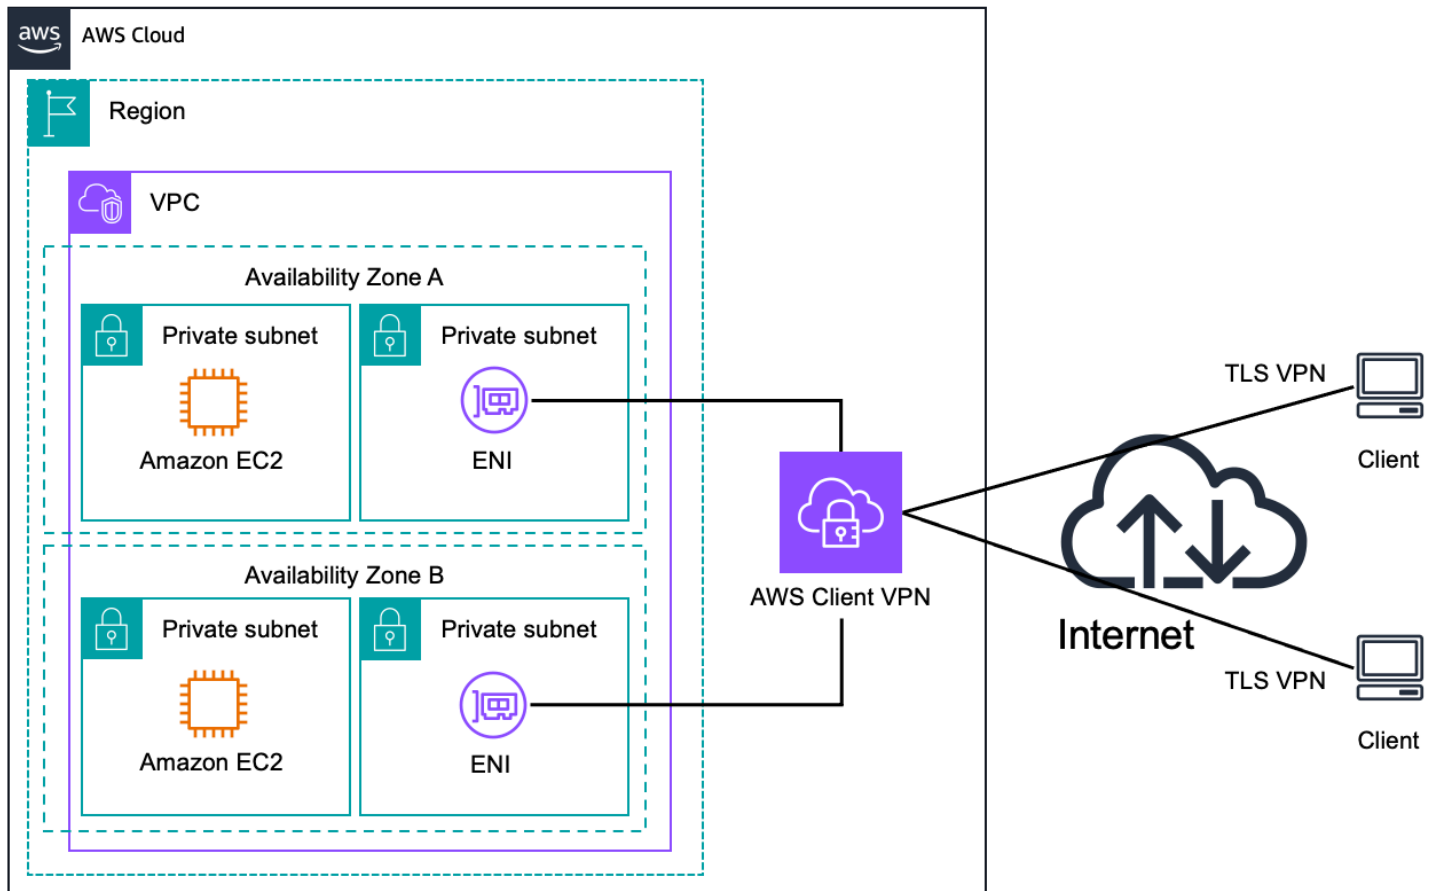 aws
AWS Cloud
Region
VPC
Availability Zone A
Private subnet
Private subnet
Amazon EC2
ENI
Availability Zone B
Private subnet
Private subnet
Amazon EC2
ENI
AWS Client VPN
TLS VPN
Client
Internet
TLS VPN
Client